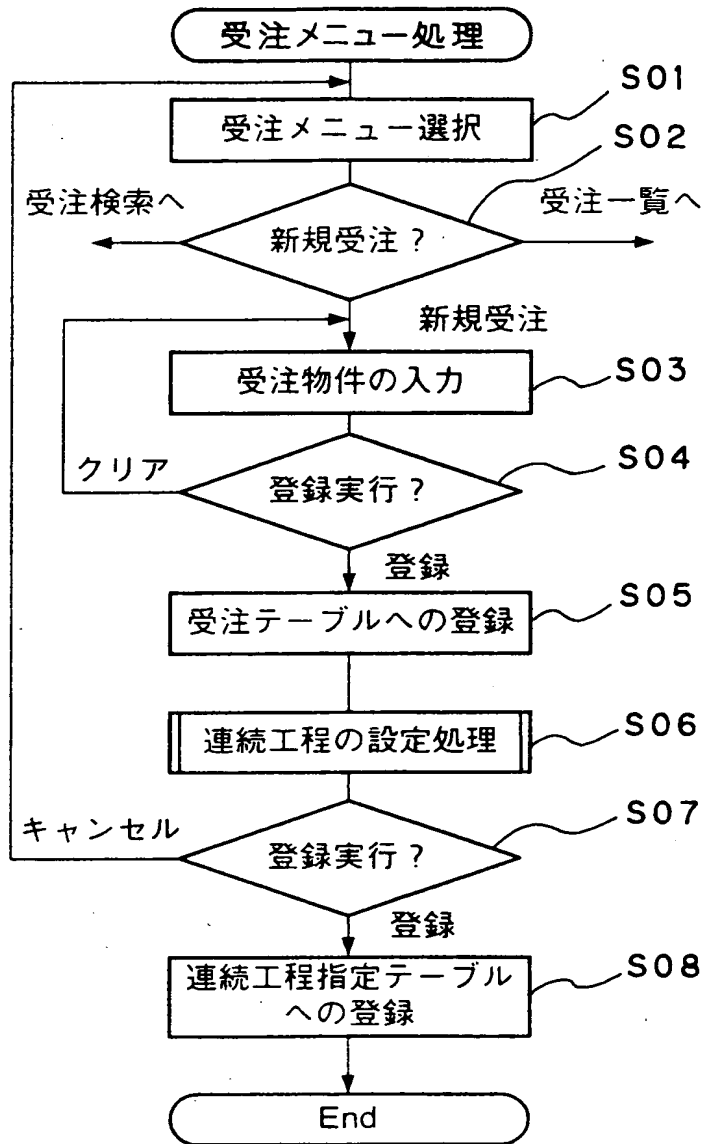 受注メニュー処理
S01
受注メニュー選択
S02
受注検索へ
受注一覧へ
新規受注？
新規受注
受注物件の入力
S03
クリア
登録実行？
S04
登録
受注テーブルへの登録
S05
連続工程の設定処理
S06
キャンセル
登録実行？
S07
登録
連続工程指定テーブル
への登録
S08
End